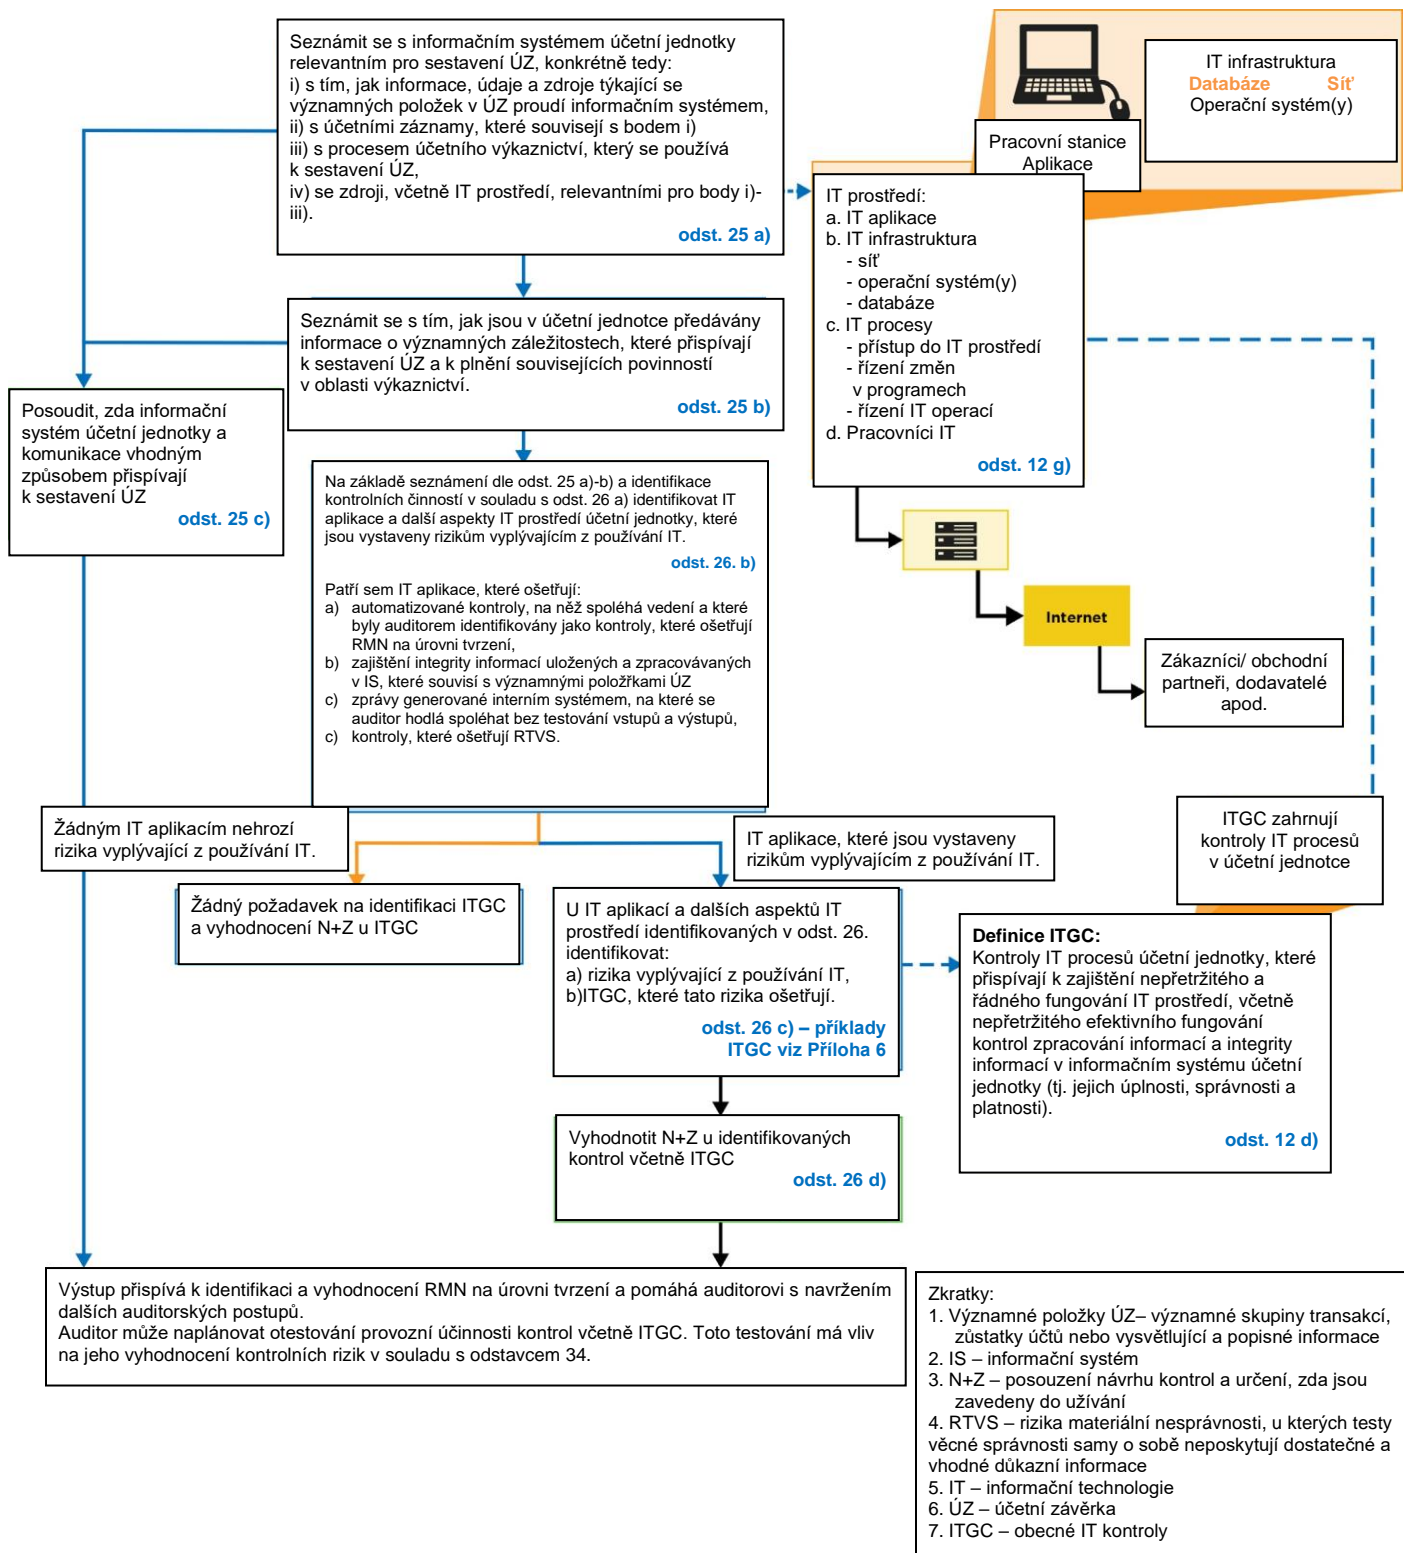 Seznámit se s informačním systémem účetní jednotky
relevantním pro sestavení ÚZ, konkrétně tedy:
i) s tím, jak informace, údaje a zdroje týkající se
významných položek v ÚZ proudí informačním systémem,
ii) s účetními záznamy, které souvisejí s bodem i)
iii) s procesem účetního výkaznictví, který se používá
k sestavení ÚZ,
iv) se zdroji, včetně IT prostředí, relevantními pro body i)-
iii).
odst. 25 a)
IT infrastruktura
Databáze Síť
Operační systém(y)
Pracovní stanice
Aplikace
IT prostředí:
a. IT aplikace
b. IT infrastruktura
- síť
- operační systém(y)
- databáze
c. IT procesy
- přístup do IT prostředí
- řízení změn
v programech
- řízení IT operací
d. Pracovníci IT
odst. 12 g)
Seznámit se s tím, jak jsou v účetní jednotce předávány
informace o významných záležitostech, které přispívají
k sestavení ÚZ a k plnění souvisejících povinností
v oblasti výkaznictví.
odst. 25 b)
Posoudit, zda informační
systém účetní jednotky a
komunikace vhodným
způsobem přispívají
k sestavení ÚZ
odst. 25 c)
Na základě seznámení dle odst. 25 a)-b) a identifikace
kontrolních činností v souladu s odst. 26 a) identifikovat IT
aplikace a další aspekty IT prostředí účetní jednotky, které
jsou vystaveny rizikům vyplývajícím z používání IT.
odst. 26. b)
Patří sem IT aplikace, které ošetřují:
a) automatizované kontroly, na něž spoléhá vedení a které
byly auditorem identifikovány jako kontroly, které ošetřují
RMN na úrovni tvrzení,
b) zajištění integrity informací uložených a zpracovávaných
v IS, které souvisí s významnými položřkami ÚZ
c) zprávy generované interním systémem, na které se
auditor hodlá spoléhat bez testování vstupů a výstupů,
c) kontroly, které ošetřují RTVS.
Internet
Zákazníci/ obchodní
partneři, dodavatelé
apod.
Žádným IT aplikacím nehrozí
rizika vyplývající z používání IT.
IT aplikace, které jsou vystaveny
rizikům vyplývajícím z používání IT.
ITGC zahrnují
kontroly IT procesů
v účetní jednotce
Žádný požadavek na identifikaci ITGC
a vyhodnocení N+Z u ITGC
U IT aplikací a dalších aspektů IT
prostředí identifikovaných v odst. 26.
identifikovat:
a) rizika vyplývající z používání IT,
b)ITGC, které tato rizika ošetřují.
odst. 26 c) – příklady
ITGC viz Příloha 6
Definice ITGC:
Kontroly IT procesů účetní jednotky, které
přispívají k zajištění nepřetržitého a
řádného fungování IT prostředí, včetně
nepřetržitého efektivního fungování
kontrol zpracování informací a integrity
informací v informačním systému účetní
jednotky (tj. jejich úplnosti, správnosti a
platnosti).
odst. 12 d)
Vyhodnotit N+Z u identifikovaných
kontrol včetně ITGC
odst. 26 d)
Výstup přispívá k identifikaci a vyhodnocení RMN na úrovni tvrzení a pomáhá auditorovi s navržením
dalších auditorských postupů.
Auditor může naplánovat otestování provozní účinnosti kontrol včetně ITGC. Toto testování má vliv
na jeho vyhodnocení kontrolních rizik v souladu s odstavcem 34.
Zkratky:
1. Významné položky ÚZ– významné skupiny transakcí,
zůstatky účtů nebo vysvětlující a popisné informace
2. IS – informační systém
3. N+Z – posouzení návrhu kontrol a určení, zda jsou
zavedeny do užívání
4. RTVS – rizika materiální nesprávnosti, u kterých testy
věcné správnosti samy o sobě neposkytují dostatečné a
vhodné důkazní informace
5. IT – informační technologie
6. ÚZ – účetní závěrka
7. ITGC – obecné IT kontroly